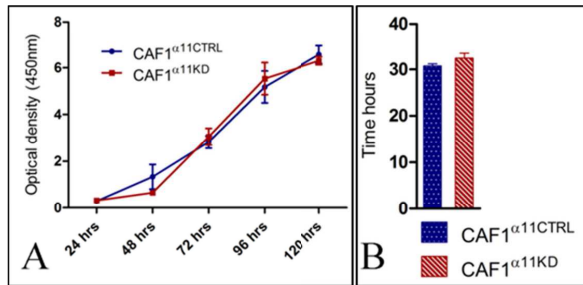 Optical density (450nm)
8
6
4
2
0
CAF1α11CTRL
CAF1α11KD
24 hrs
48 hrs
72 hrs
96 hrs
120 hrs
A
Time hours
40
30
20
10
0
B
CAF1α11CTRL
CAF1α11KD